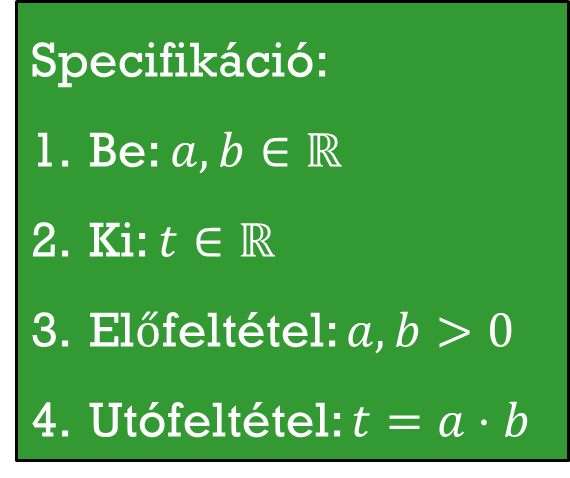 Specifikáció:
1. Be: a, b ∈ ℝ
2. Ki: t ∈ ℝ
3. Előfeltétel: a, b > 0
4. Utófeltétel: t = a · b